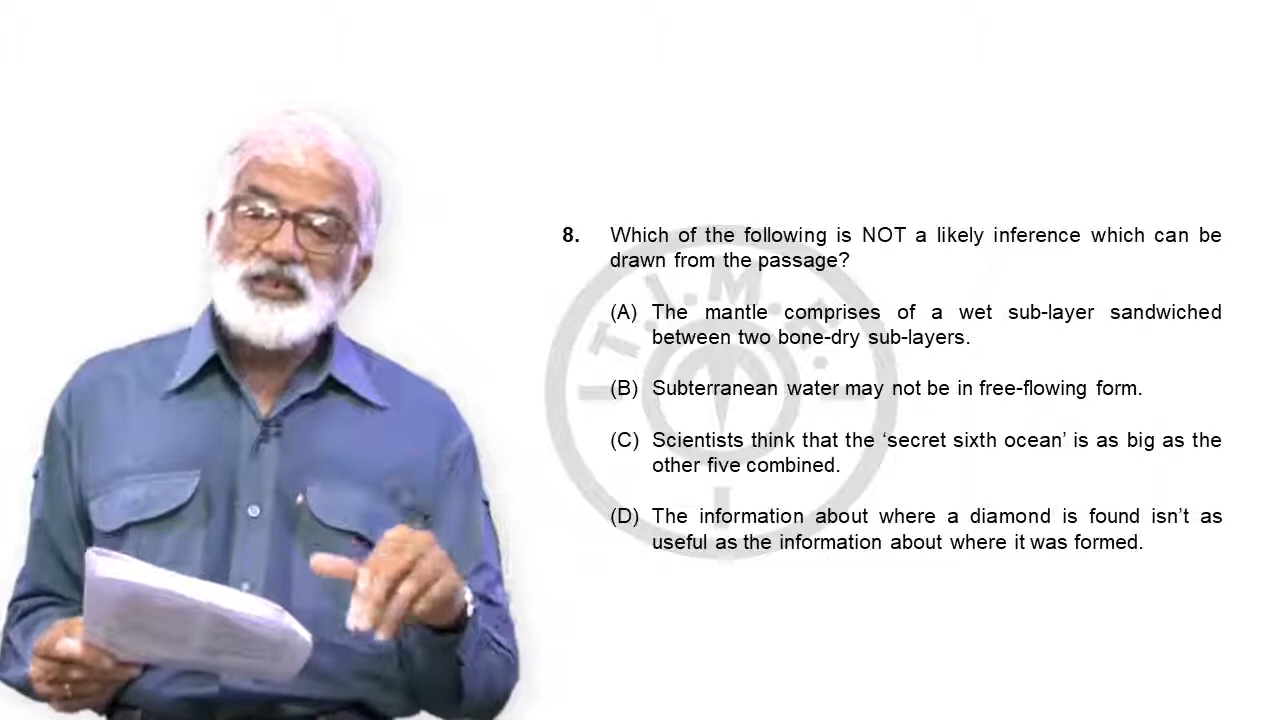 8. Which of the following is NOT a likely inference which can be
drawn from the passage?
(A) The mantle comprises of a wet sub-layer sandwiched
between two bone-dry sub-layers.
(B) Subterranean water may not be in free-flowing form.
(C) Scientists think that the ‘secret sixth ocean’ is as big as the
other five combined.
(D) The information about where a diamond is found isn’t as
useful as the information about where it was formed.
T.I.M.E.